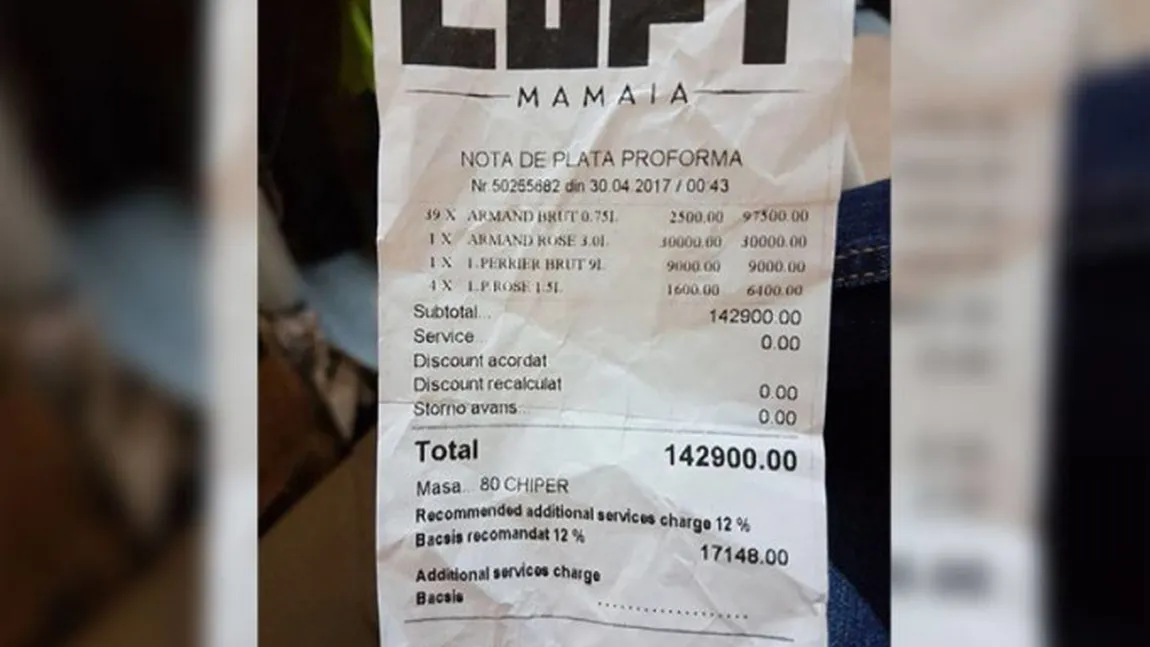 MAMAIA
NOTA DE PLATA PROFORMA
Nr 50255682 din 30.04.2017 / 00:43
39 X ARMAND BRUT 0.75L 2500.00 97500.00
1 X ARMAND ROSE 3.0L 30000.00 30000.00
1 X L.PERRIER BRUT 9L 9000.00 9000.00
4 X L.P.ROSE 1.5L 1600.00 6400.00
Subtotal... 142900.00
Service.. 0.00
Discount acordat
Discount recalculat 0.00
Storno avans... 0.00
Total 142900.00
Masa... 80 CHIPER
Recommended additional services charge 12 %
Bacsis recomandat 12 %
17148.00
Additional services charge
Bacsis ..................